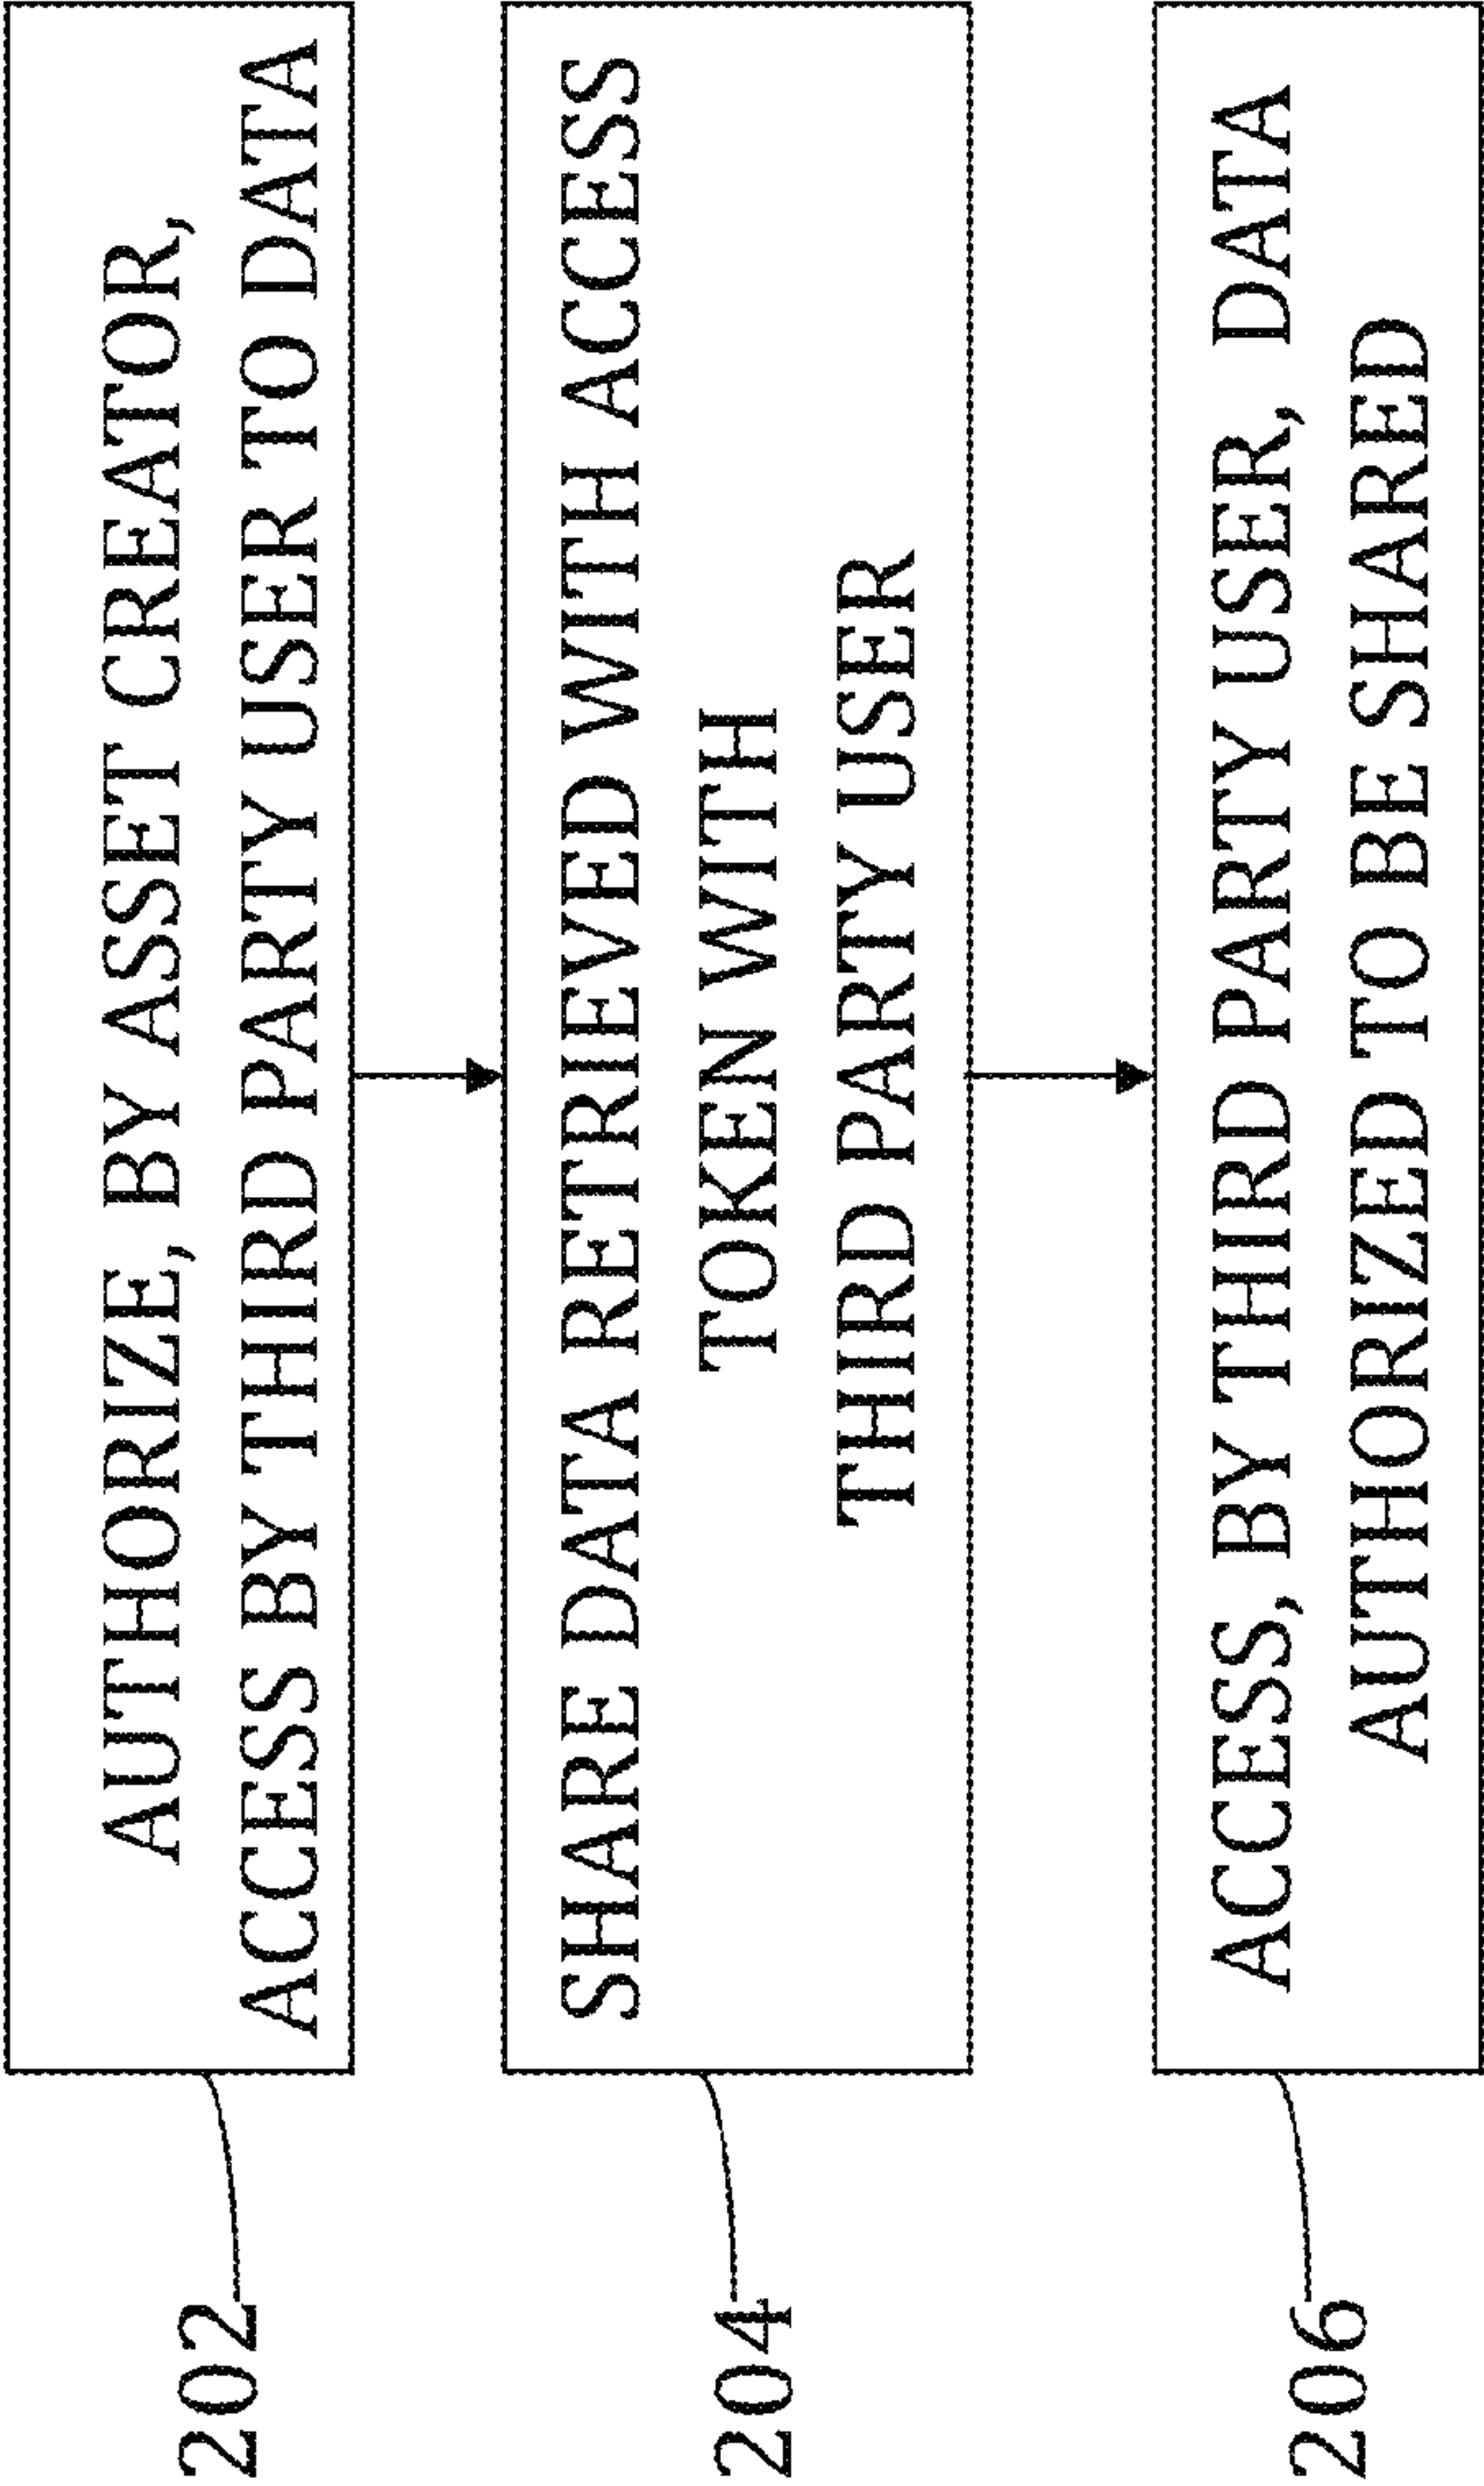 202
AUTHORIZE, BY ASSET CREATOR,
ACCESS BY THIRD PARTY USER TO DATA
204
SHARE DATA RETRIEVED WITH ACCESS
TOKEN WITH
THIRD PARTY USER
206
ACCESS, BY THIRD PARTY USER, DATA
AUTHORIZED TO BE SHARED